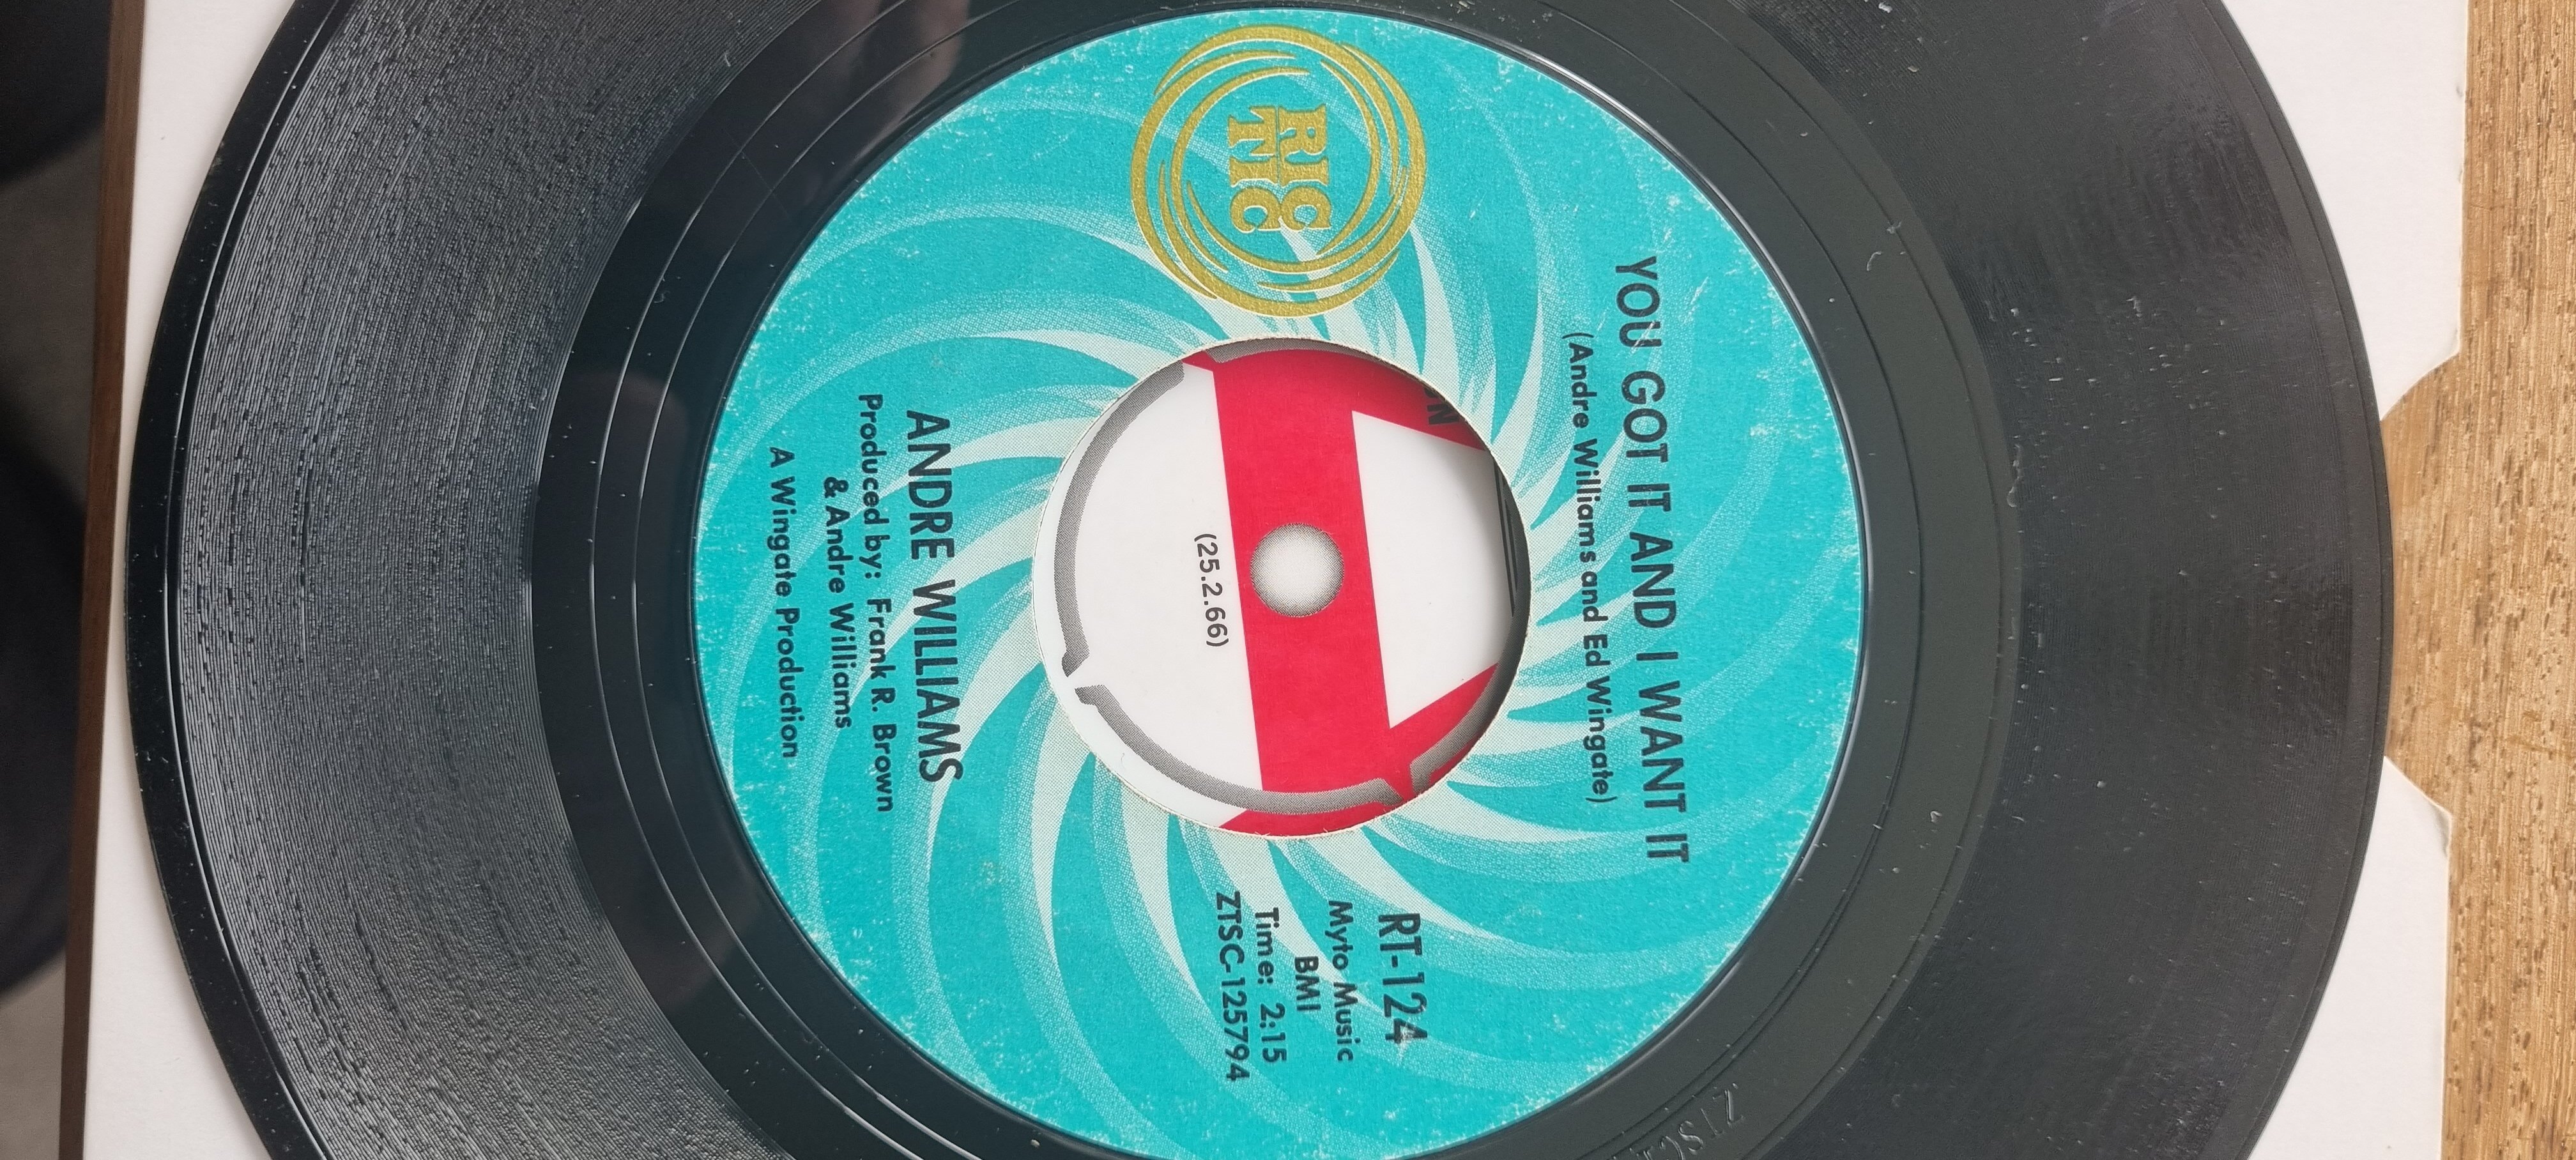 RIC
TIC
YOU GOT IT AND I WANT IT
(Andre Williams and Ed Wingate)
RT-124
Myto Music
BMI
Time: 2:15
ZTSC-125794
(25.2.66)
ANDRE WILLIAMS
Produced by: Frank R. Brown
& Andre Williams
A Wingate Production